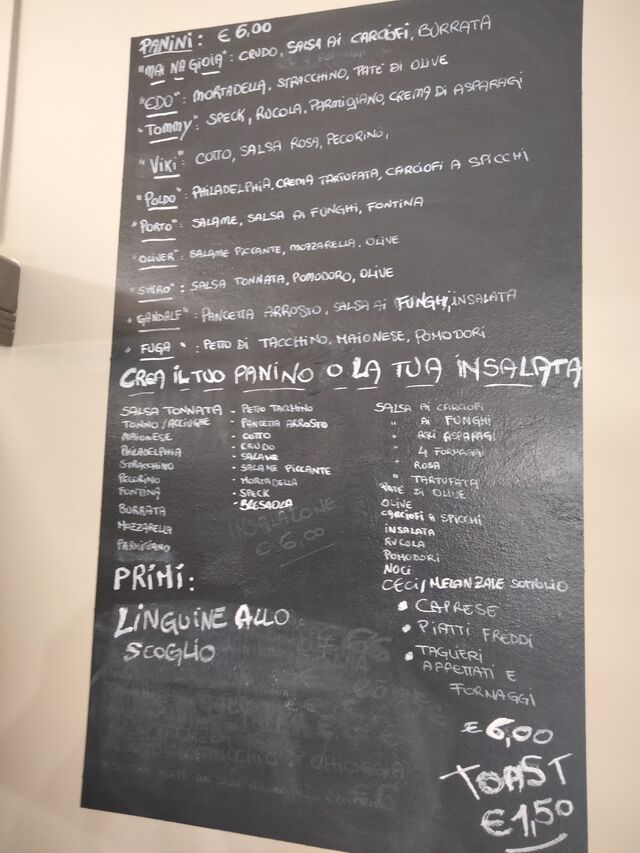 PANINI: € 6.00
"MAI NA GIOIA": CRUDO, SALSA AI CARCIOFI, BURRATA
"EDO": MORTADELLA, STRACCHINO, PATÉ DI OLIVE
"TOMMY": SPECK, RUCOLA, PARMIGIANO, CREMA DI ASPARAGI
"VIKI": COTTO, SALSA ROSA, PECORINO,
"POLDO": PHILADELPHIA, CREMA TARTUFATA, CARCIOFI A SPICCHI
"PORTO": SALAME, SALSA AI FUNGHI, FONTINA
"OLIVER": SALAME PICCANTE, MOZZARELLA, OLIVE
: SALSA TONNATA, POMODORO, OLIVE
"GANDALF": PANCETTA ARROSTO, SALSA AI FUNGHI, INSALATA
"FUGA": PETTO DI TACCHINO, MAIONESE, POMODORI
CREA IL TUO PANINO O LA TUA INSALATA
SALSA TONNATA
TONNO/ACCIUGHE
MAIONESE
PHILADELPHIA
STRACCHINO
PECORINO
FONTINA
BURRATA
MOZZARELLA
PARMIGIANO
- PETTO TACCHINO
- PANCETTA ARROSTO
- COTTO
- CRUDO
- SALAME
- SALAME PICCANTE
- MORTADELLA
- SPECK
- BRESAOLA
INSALATONE
€ 6,00
SALSA AI CARCIOFI
" AI FUNGHI
" AGLI ASPARAGI
" 4 FORMAGGI
" ROSA
" TARTUFATA
PATÉ DI OLIVE
OLIVE
CARCIOFI A SPICCHI
INSALATA
RUCOLA
POMODORI
NOCI
CECI/MELANZALE SOTTOLIO
• CAPRESE
• PIATTI FREDDI
• TAGLIERI
AFFETTATI E
FORMAGGI
€ 6,00
TOAST
€ 1,50
PRIMI:
LINGUINE ALLO
SCOGLIO